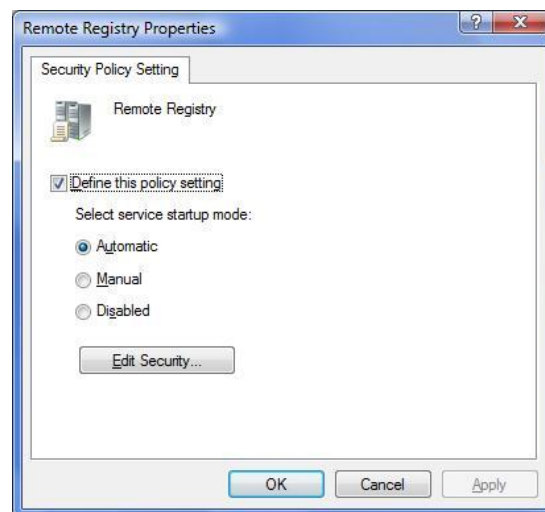 Remote Registry Properties
Security Policy Setting
Remote Registry
Define this policy setting
Select service startup mode:
Automatic
Manual
Disabled
Edit Security...
OK
Cancel
Apply